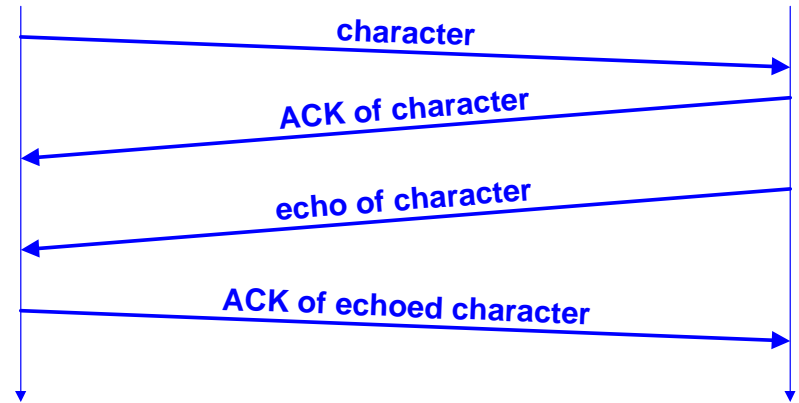 character
ACK of character
echo of character
ACK of echoed character